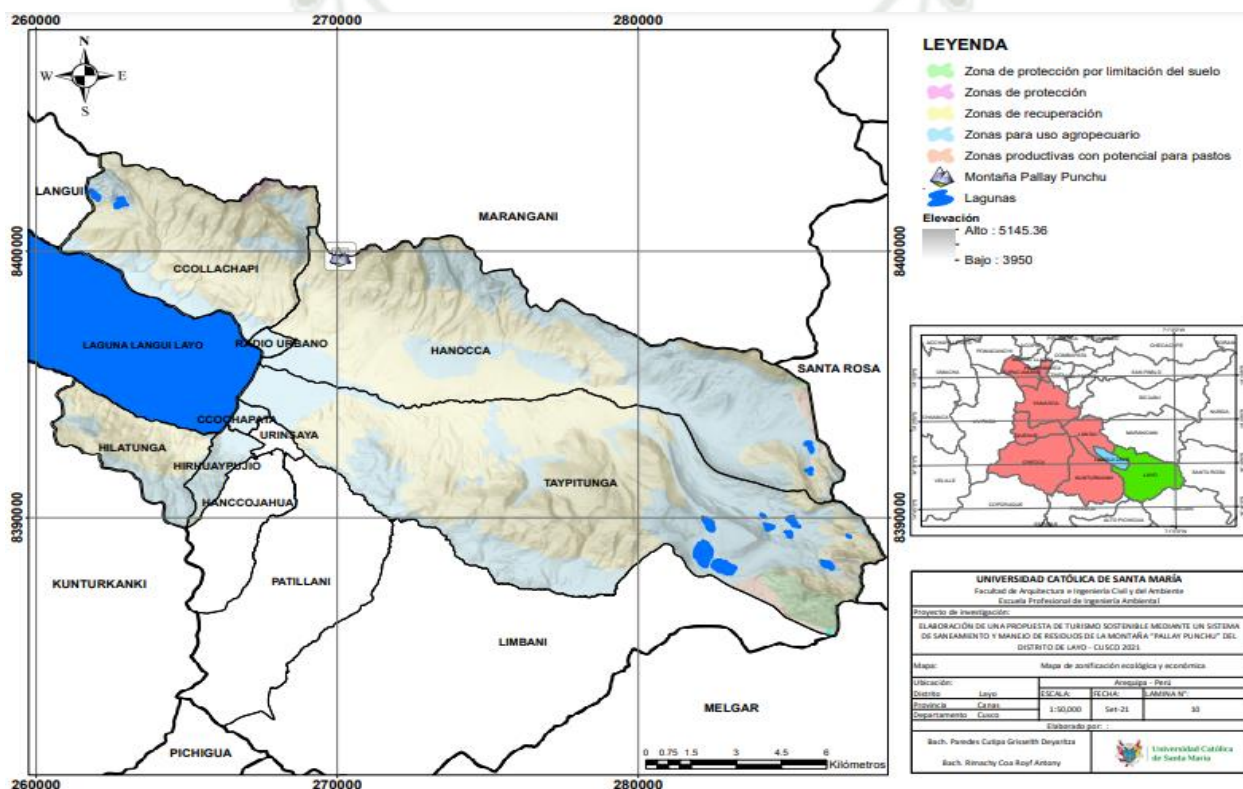 260000 270000 280000
N
W E
S
LANGUI
MARANGANI
8400000
8400000
CCOLLACHAPI
LAGUNA LANGUI LAYO
RADIO URBANO
HANOCCA
SANTA ROSA
CCOCHAPATA
URINSAYA
HILATUNGA
HIRHUAYPUJIO
TAYPITUNGA
HANCCOJAHUA
8390000
8390000
KUNTURKANKI
PATILLANI
LIMBANI
MELGAR
PICHIGUA
0 0.75 1.5 3 4.5 6
Kilómetros
260000 270000 280000
LEYENDA
Zona de protección por limitación del suelo
Zonas de protección
Zonas de recuperación
Zonas para uso agropecuario
Zonas productivas con potencial para pastos
Montaña Pallay Punchu
Lagunas
Elevación
Alto : 5145.36
Bajo : 3950
CHECACUPE
SAN PABLO
MARANGANI
SANTA ROSA
LAYO
KUNTURKANKI
UNIVERSIDAD CATÓLICA DE SANTA MARÍA
Facultad de Arquitectura e Ingeniería Civil y del Ambiente
Escuela Profesional de Ingeniería Ambiental
Proyecto de investigación:
ELABORACIÓN DE UNA PROPUESTA DE TURISMO SOSTENIBLE MEDIANTE UN SISTEMA
DE SANEAMIENTO Y MANEJO DE RESIDUOS DE LA MONTAÑA "PALLAY PUNCHU" DEL
DISTRITO DE LAYO - CUSCO 2021
Mapa: Mapa de zonificación ecológica y económica
Ubicación: Arequipa - Perú
Distrito Layo ESCALA: FECHA: LAMINA N°:
Provincia Canas 1:50,000 Set-21 10
Departamento Cusco
Elaborado por: :
Bach. Paredes Cutipa Grisselth Deyaritza
Bach. Rimachy Coa Royf Antony
Universidad Católica
de Santa María